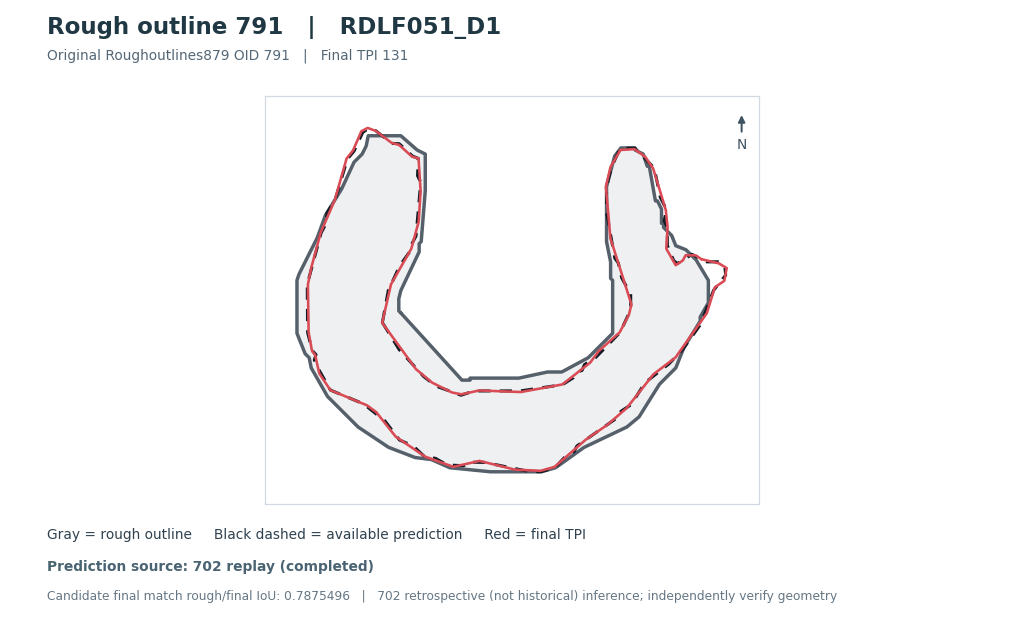 Rough outline 791   |   RDLF051_D1
Original Roughoutlines879 OID 791   |   Final TPI 131
N
Gray = rough outline     Black dashed = available prediction     Red = final TPI
Prediction source: 702 replay (completed)
Candidate final match rough/final IoU: 0.7875496   |   702 retrospective (not historical) inference; independently verify geometry